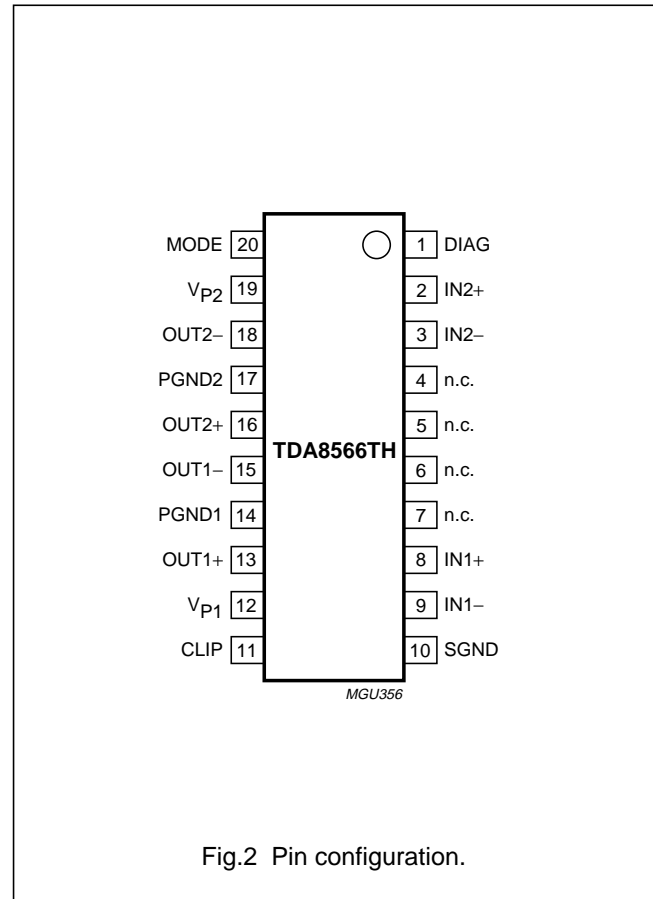 MODE 20 1 DIAG
VP2 19 2 IN2+
OUT2− 18 3 IN2−
PGND2 17 4 n.c.
OUT2+ 16 5 n.c.
TDA8566TH
OUT1− 15 6 n.c.
PGND1 14 7 n.c.
OUT1+ 13 8 IN1+
VP1 12 9 IN1−
CLIP 11 10 SGND
MGU356
Fig.2 Pin configuration.